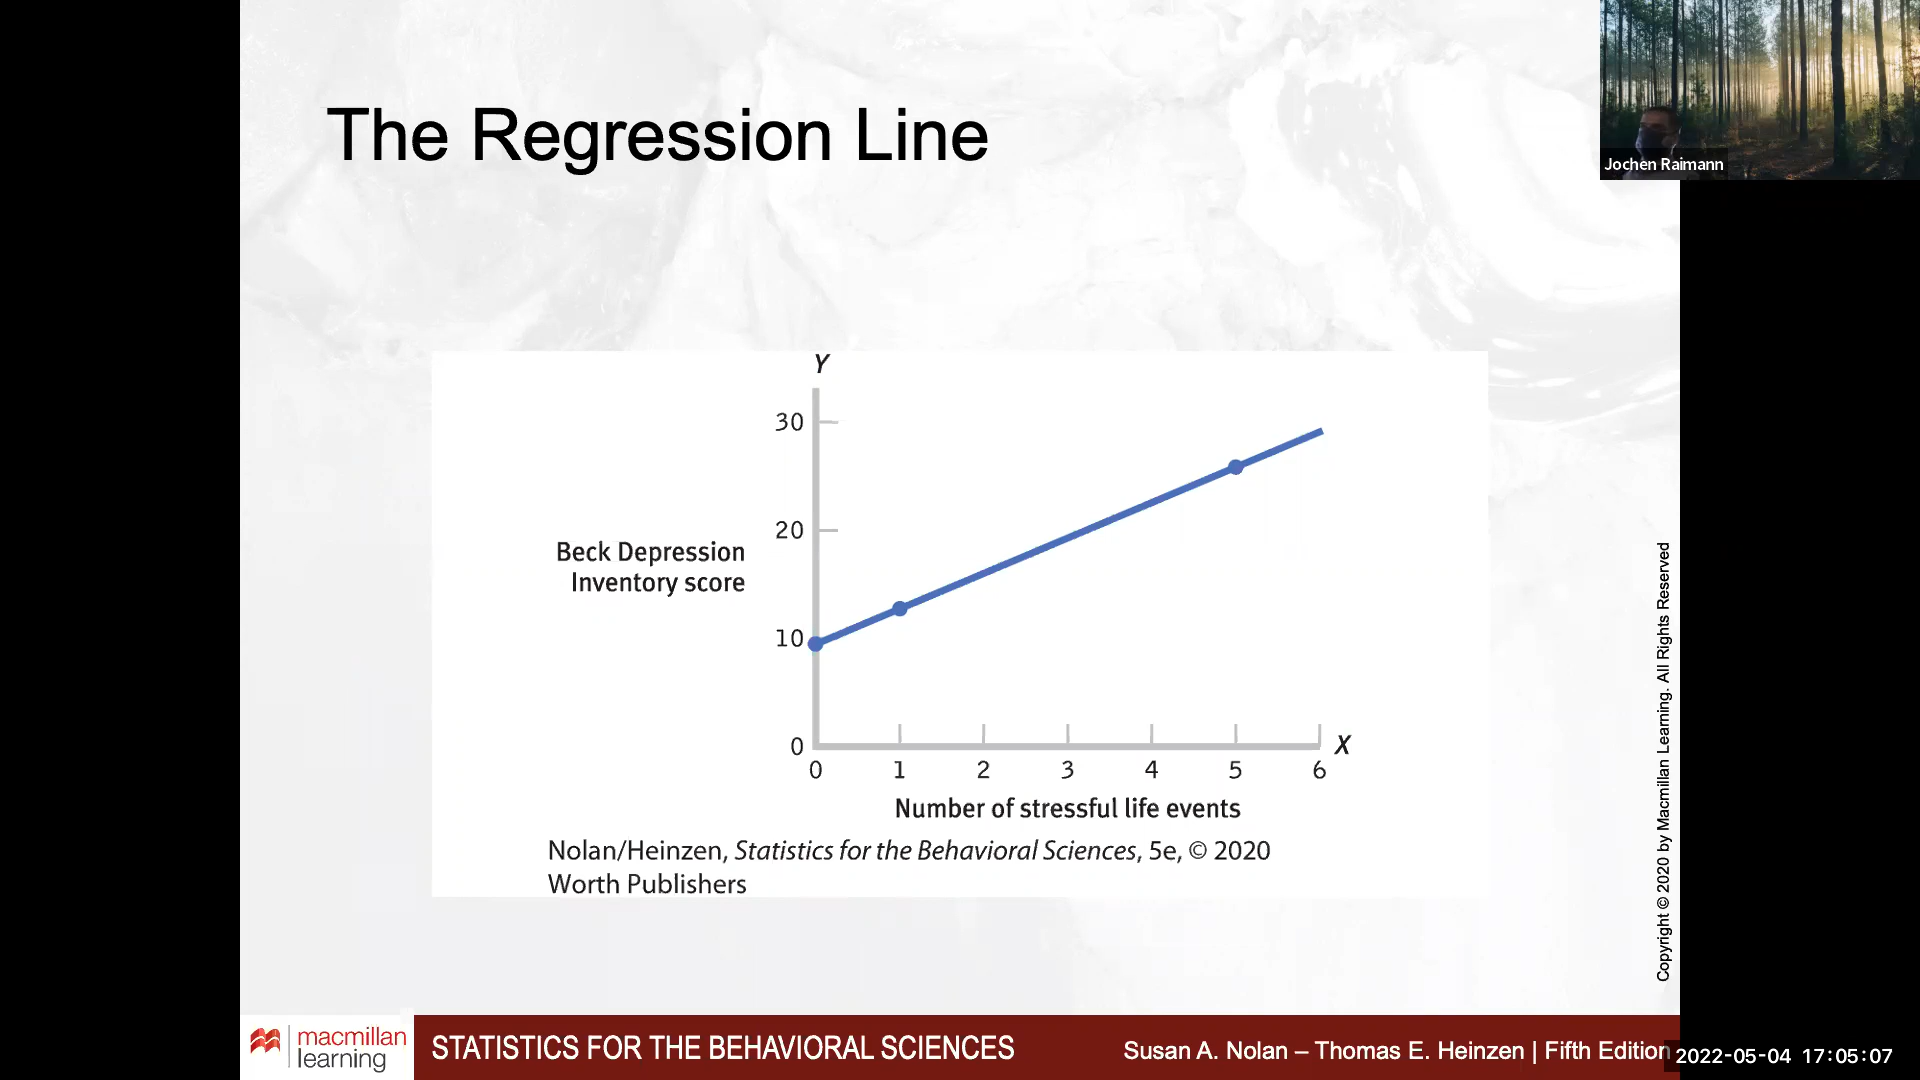 The Regression Line
Jochen Raimann
Y
30
20
10
0
Beck Depression
Inventory score
0 1 2 3 4 5 6
X
Number of stressful life events
Nolan/Heinzen, Statistics for the Behavioral Sciences, 5e, © 2020
Worth Publishers
Copyright © 2020 by Macmillan Learning. All Rights Reserved
macmillan
learning
STATISTICS FOR THE BEHAVIORAL SCIENCES
Susan A. Nolan – Thomas E. Heinzen | Fifth Edition
2022-05-04 17:05:07